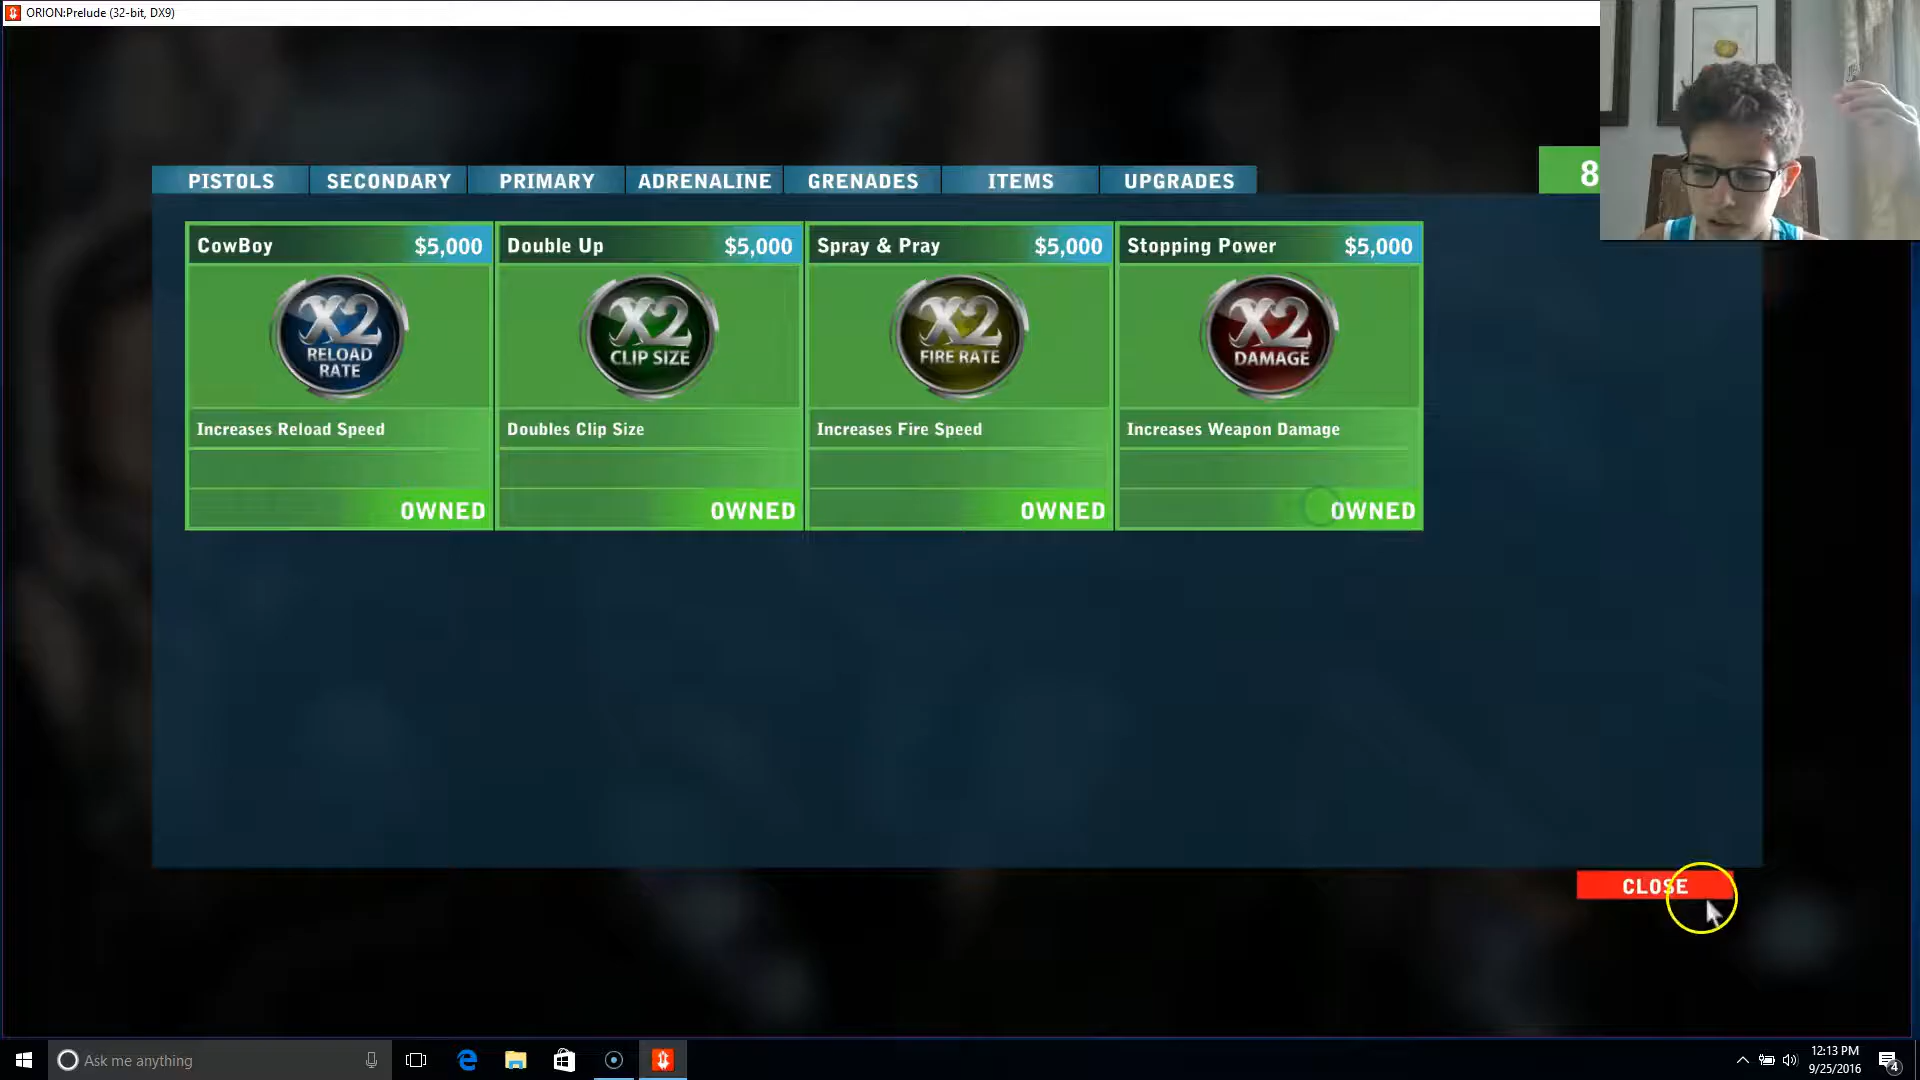 ORION:Prelude (32-bit, DX9)
PISTOLS SECONDARY PRIMARY ADRENALINE GRENADES ITEMS UPGRADES 8
CowBoy $5,000 Double Up $5,000 Spray & Pray $5,000 Stopping Power $5,000
X2 X2 X2 X2
RELOAD CLIP SIZE FIRE RATE DAMAGE
RATE
Increases Reload Speed Doubles Clip Size Increases Fire Speed Increases Weapon Damage
OWNED OWNED OWNED OWNED
CLOSE
Ask me anything
12:13 PM
9/25/2016
4